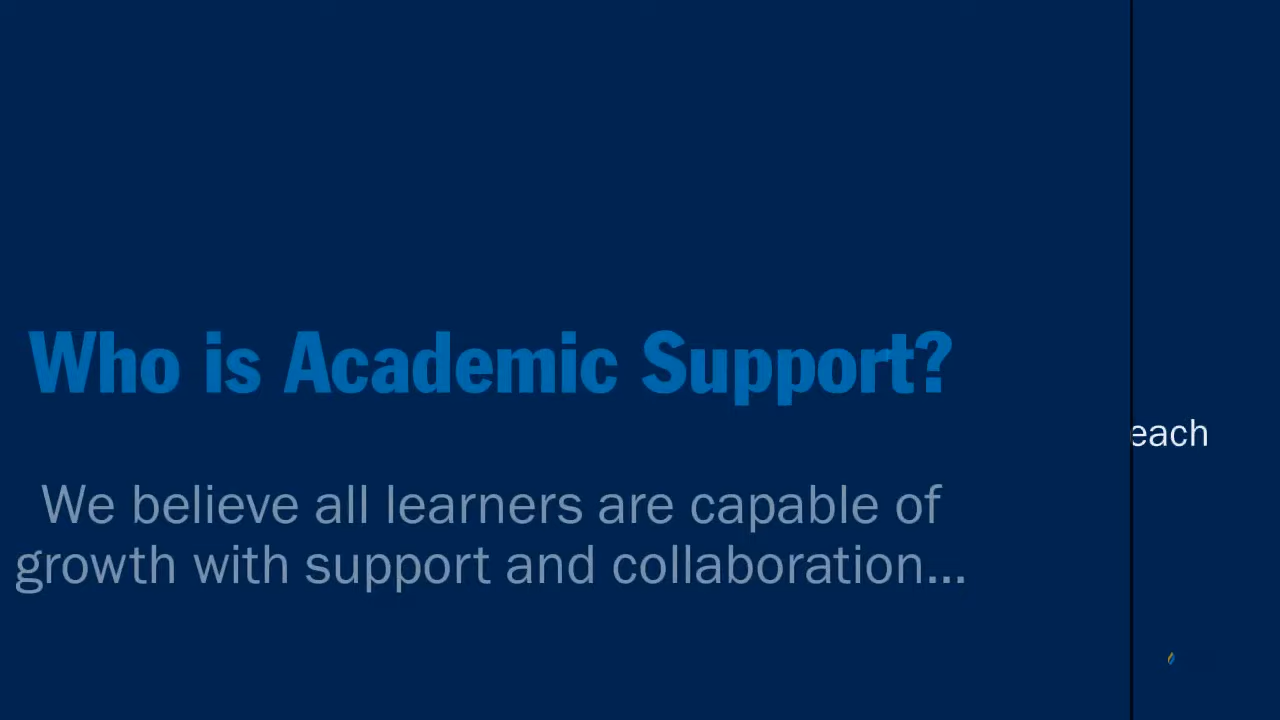 Who is Academic Support?
each
We believe all learners are capable of
growth with support and collaboration...